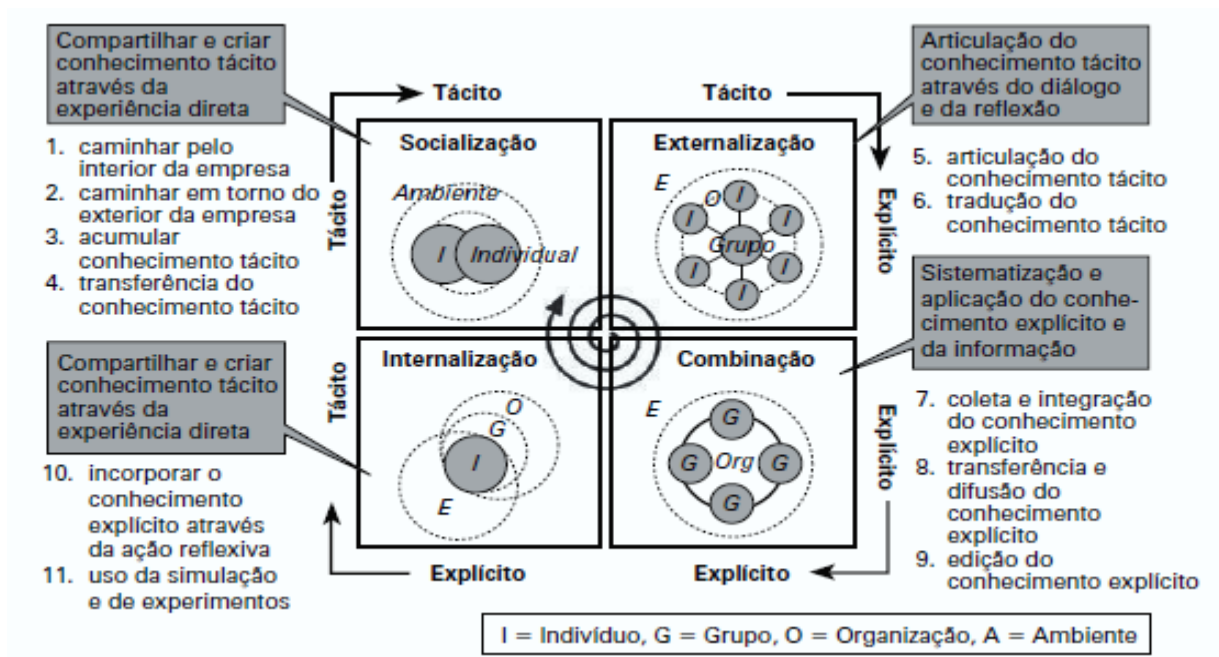 Compartilhar e criar
conhecimento tácito
através da
experiência direta
1. caminhar pelo
interior da empresa
2. caminhar em torno do
exterior da empresa
3. acumular
conhecimento tácito
4. transferência do
conhecimento tácito
Tácito
Tácito
Socialização
Ambiente
I
Individual
Tácito
Externalização
E
O
I
I
I
Grupo
I
I
I
Explícito
Articulação do
conhecimento tácito
através do diálogo
e da reflexão
5. articulação do
conhecimento tácito
6. tradução do
conhecimento tácito
Compartilhar e criar
conhecimento tácito
através da
experiência direta
10. incorporar o
conhecimento
explícito através
da ação reflexiva
11. uso da simulação
e de experimentos
Tácito
Internalização
O
G
I
E
Explícito
Combinação
E
G
G
Org
G
G
Explícito
Explícito
Sistematização e
aplicação do conhe-
cimento explícito e
da informação
7. coleta e integração
do conhecimento
explícito
8. transferência e
difusão do
conhecimento
explícito
9. edição do
conhecimento explícito
I = Indivíduo, G = Grupo, O = Organização, A = Ambiente